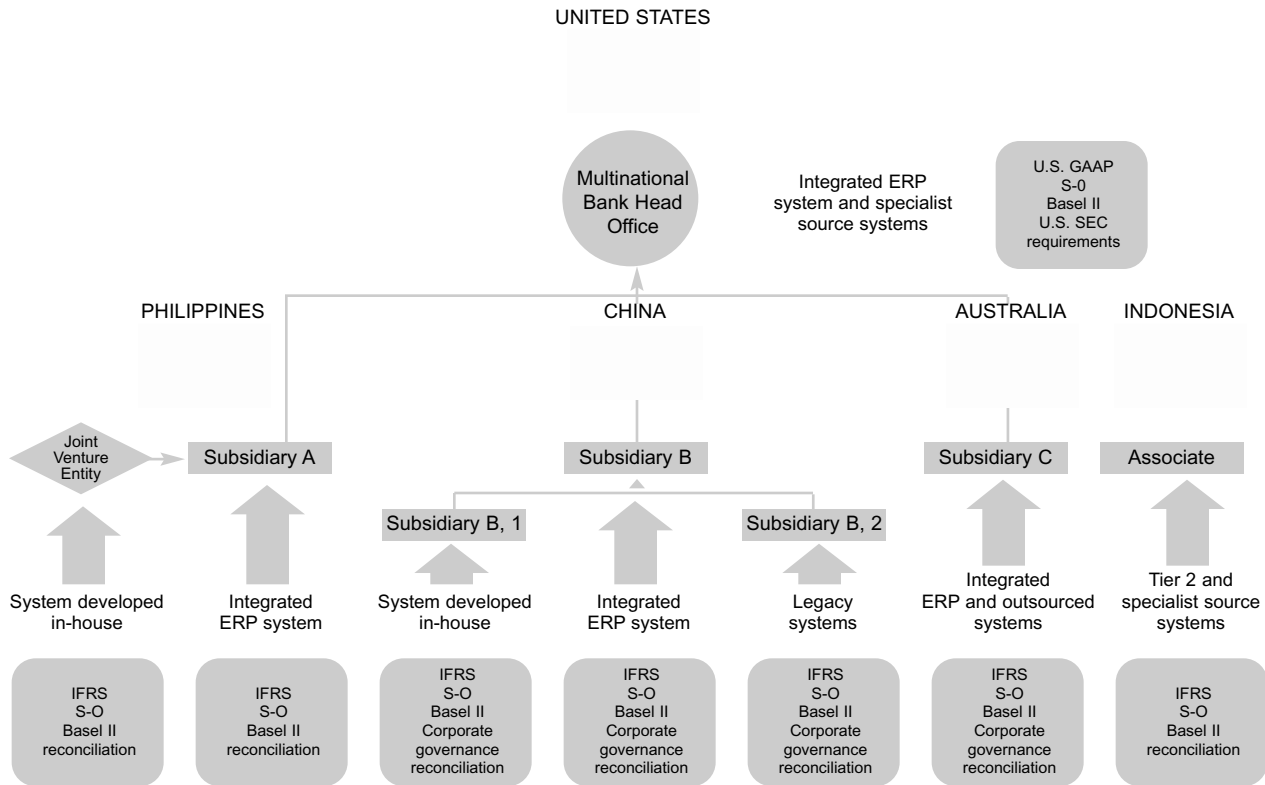 UNITED STATES
Multinational
Bank Head
Office
Integrated ERP
system and specialist
source systems
U.S. GAAP
S-0
Basel II
U.S. SEC
requirements
PHILIPPINES
CHINA
AUSTRALIA
INDONESIA
Joint
Venture
Entity
Subsidiary A
Subsidiary B
Subsidiary C
Associate
Subsidiary B, 1
Subsidiary B, 2
System developed
in-house
Integrated
ERP system
System developed
in-house
Integrated
ERP system
Legacy
systems
Integrated
ERP and outsourced
systems
Tier 2 and
specialist source
systems
IFRS
S-O
Basel II
reconciliation
IFRS
S-O
Basel II
reconciliation
IFRS
S-O
Basel II
Corporate
governance
reconciliation
IFRS
S-O
Basel II
Corporate
governance
reconciliation
IFRS
S-O
Basel II
Corporate
governance
reconciliation
IFRS
S-O
Basel II
Corporate
governance
reconciliation
IFRS
S-O
Basel II
reconciliation